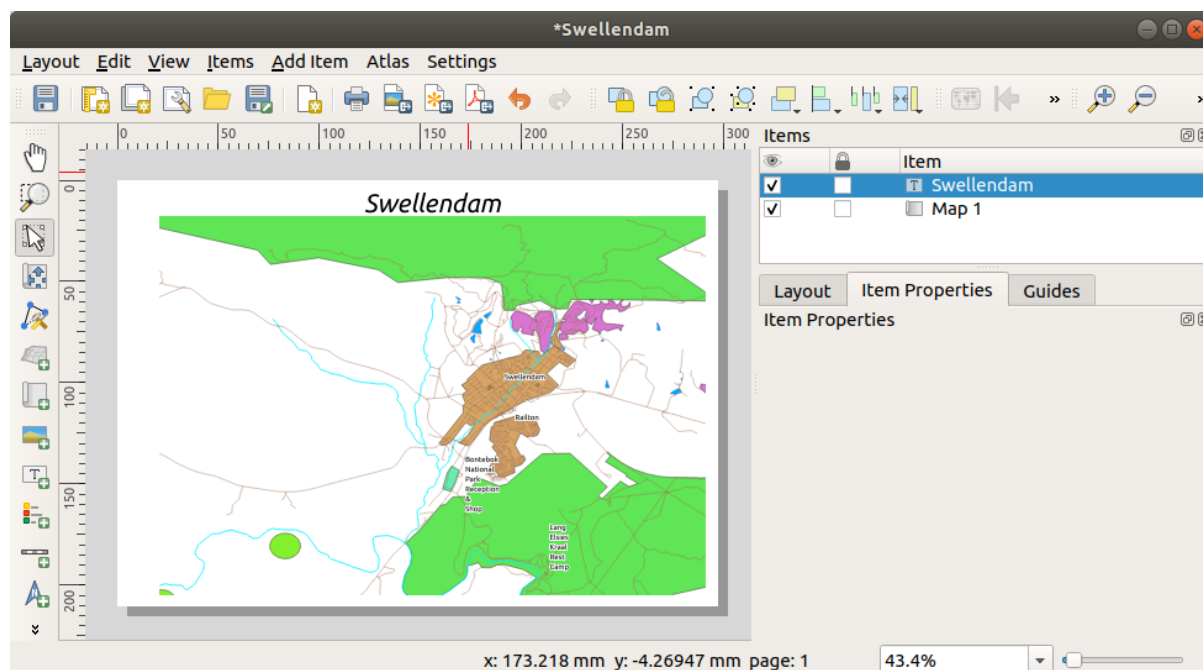 *Swellendam
Layout Edit View Items Add Item Atlas Settings
»
»
0 50 100 150 200 250 300
Items
Item
Swellendam
Map 1
Layout Item Properties Guides
Item Properties
0
50
100
150
200
Swellendam
Swellendam
Railton
Bontebok
National
Park
Reception
&
Shop
Lang
Elsies
Kraal
Rest
Camp
x: 173.218 mm y: -4.26947 mm page: 1 43.4%